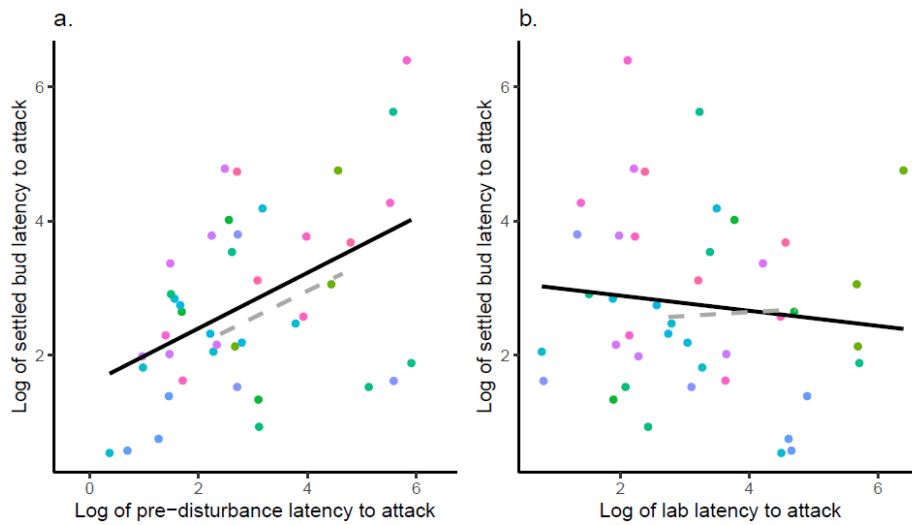 a.
Log of settled bud latency to attack
6
4
2
0
2
4
6
Log of pre−disturbance latency to attack
b.
Log of settled bud latency to attack
6
4
2
2
4
6
Log of lab latency to attack